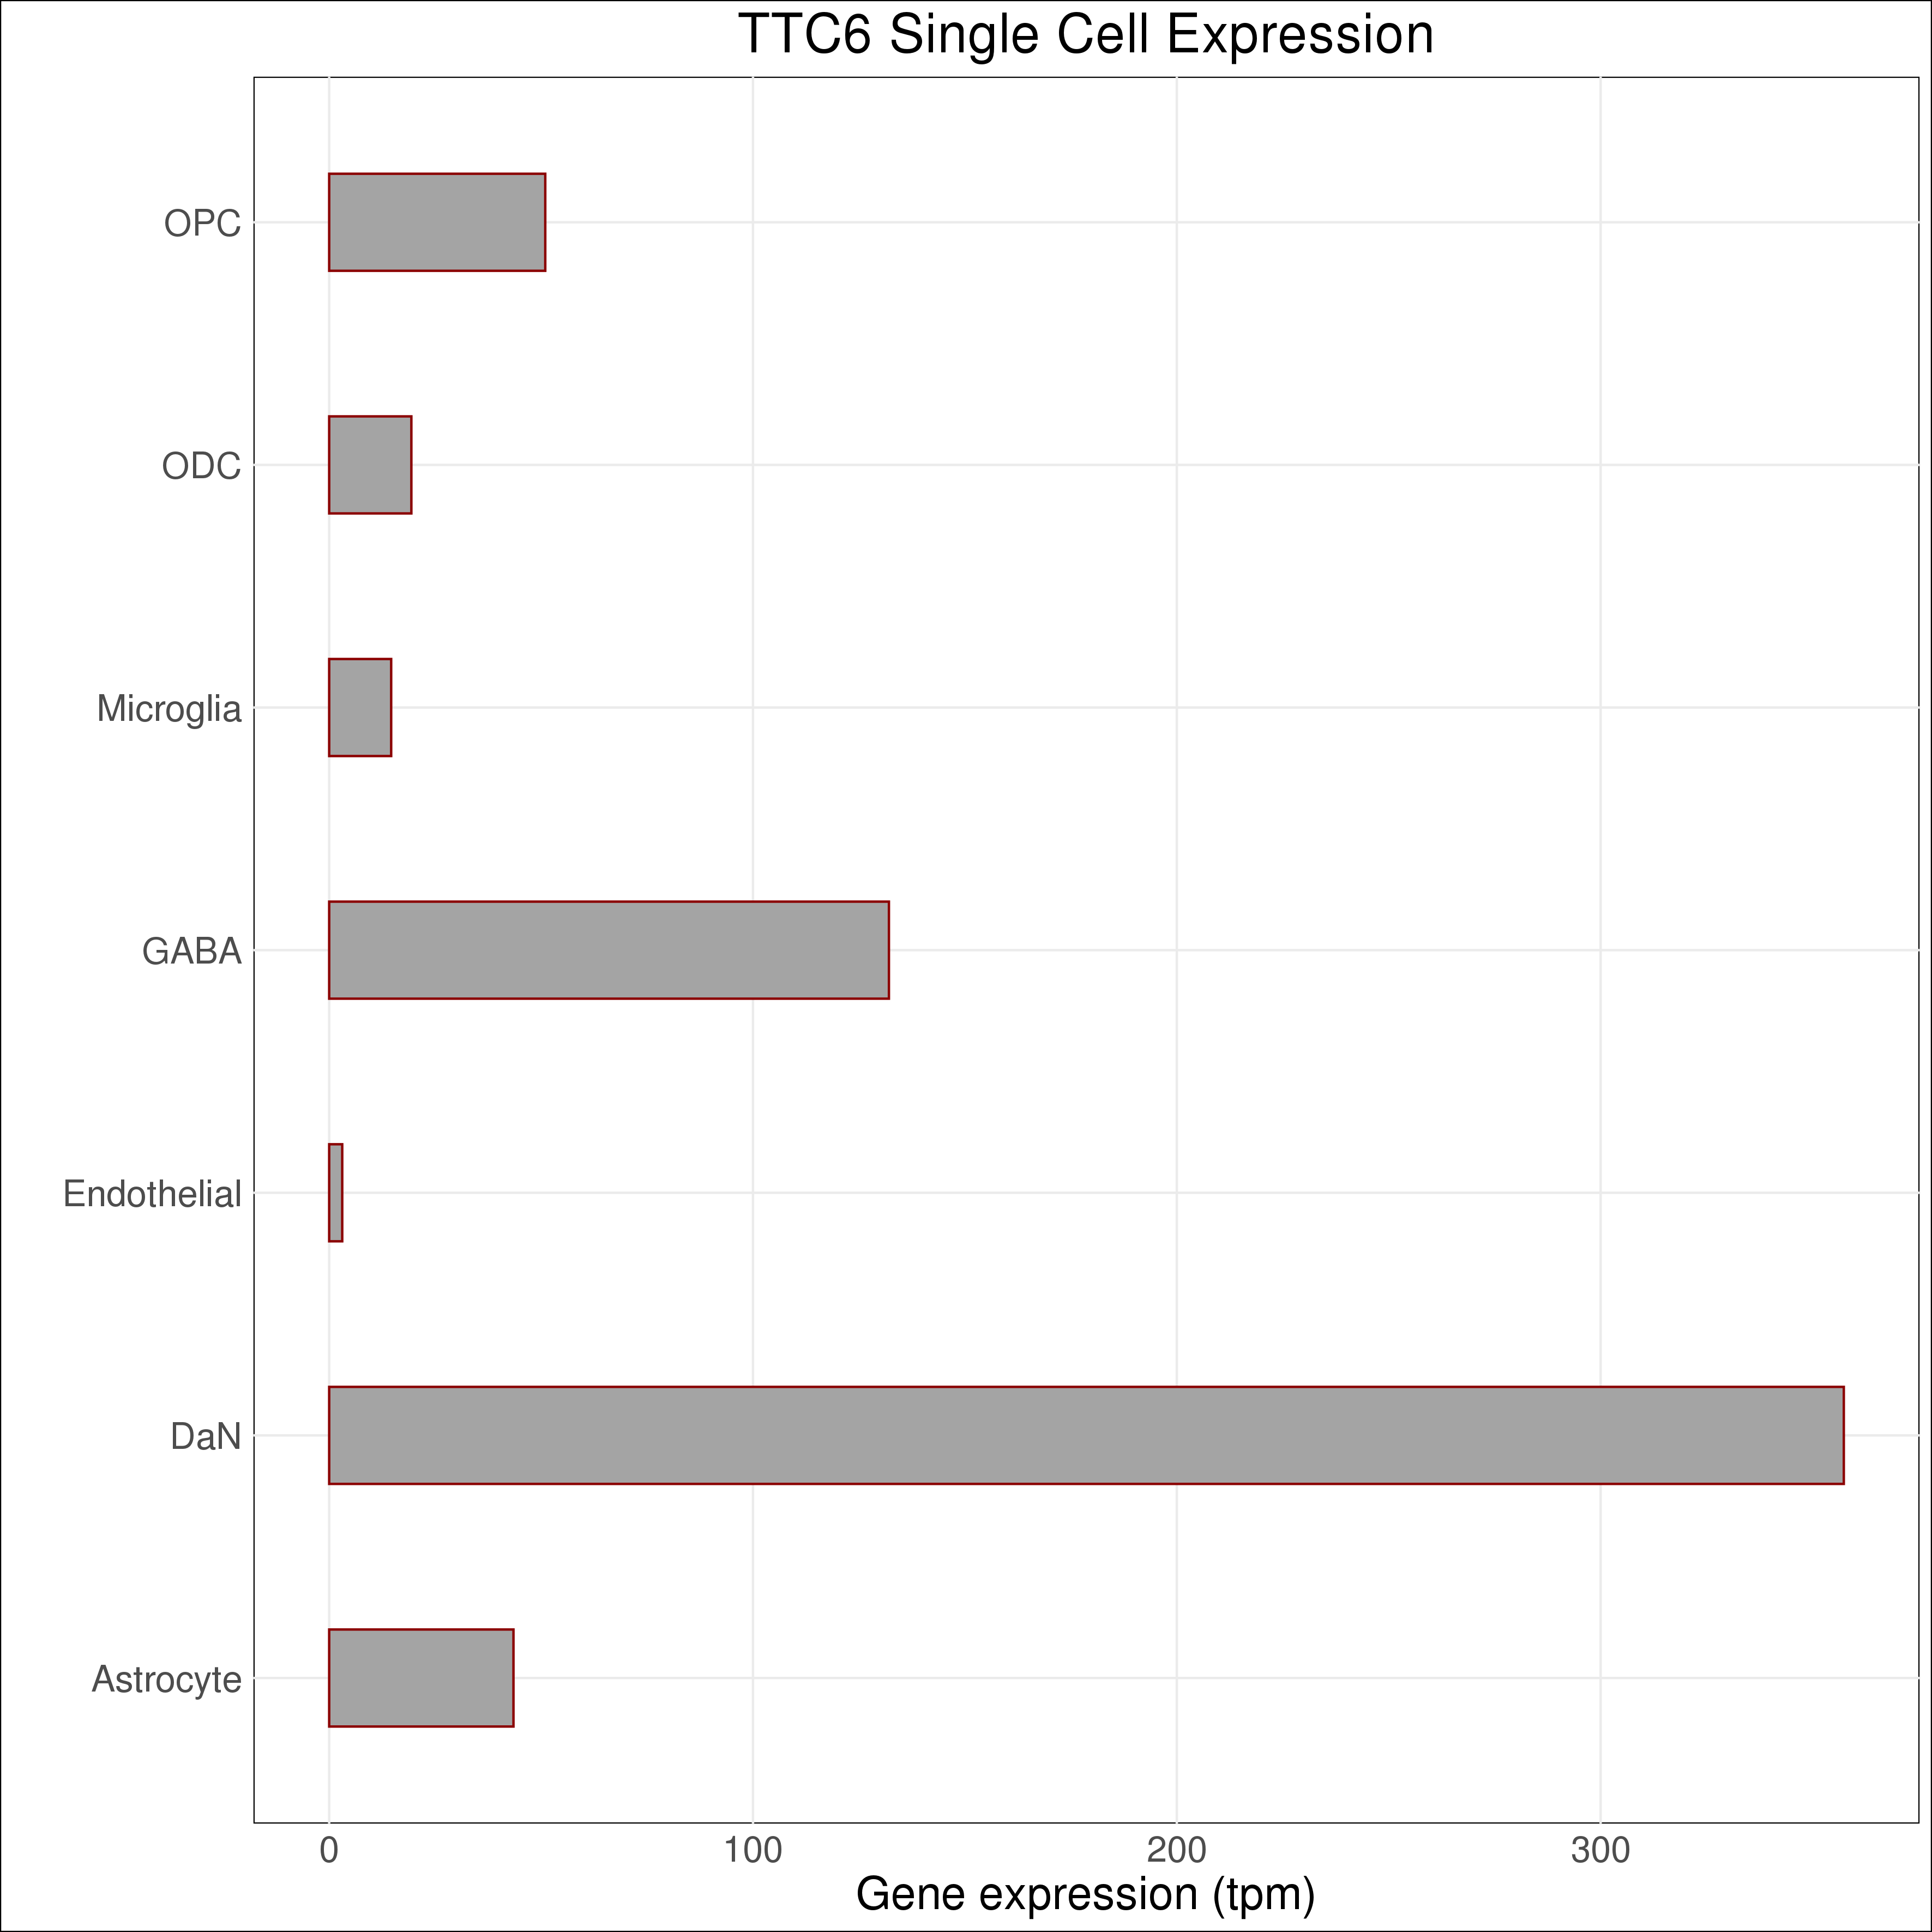 TTC6 Single Cell Expression
OPC
ODC
Microglia
GABA
Endothelial
DaN
Astrocyte
0 100 200 300
Gene expression (tpm)